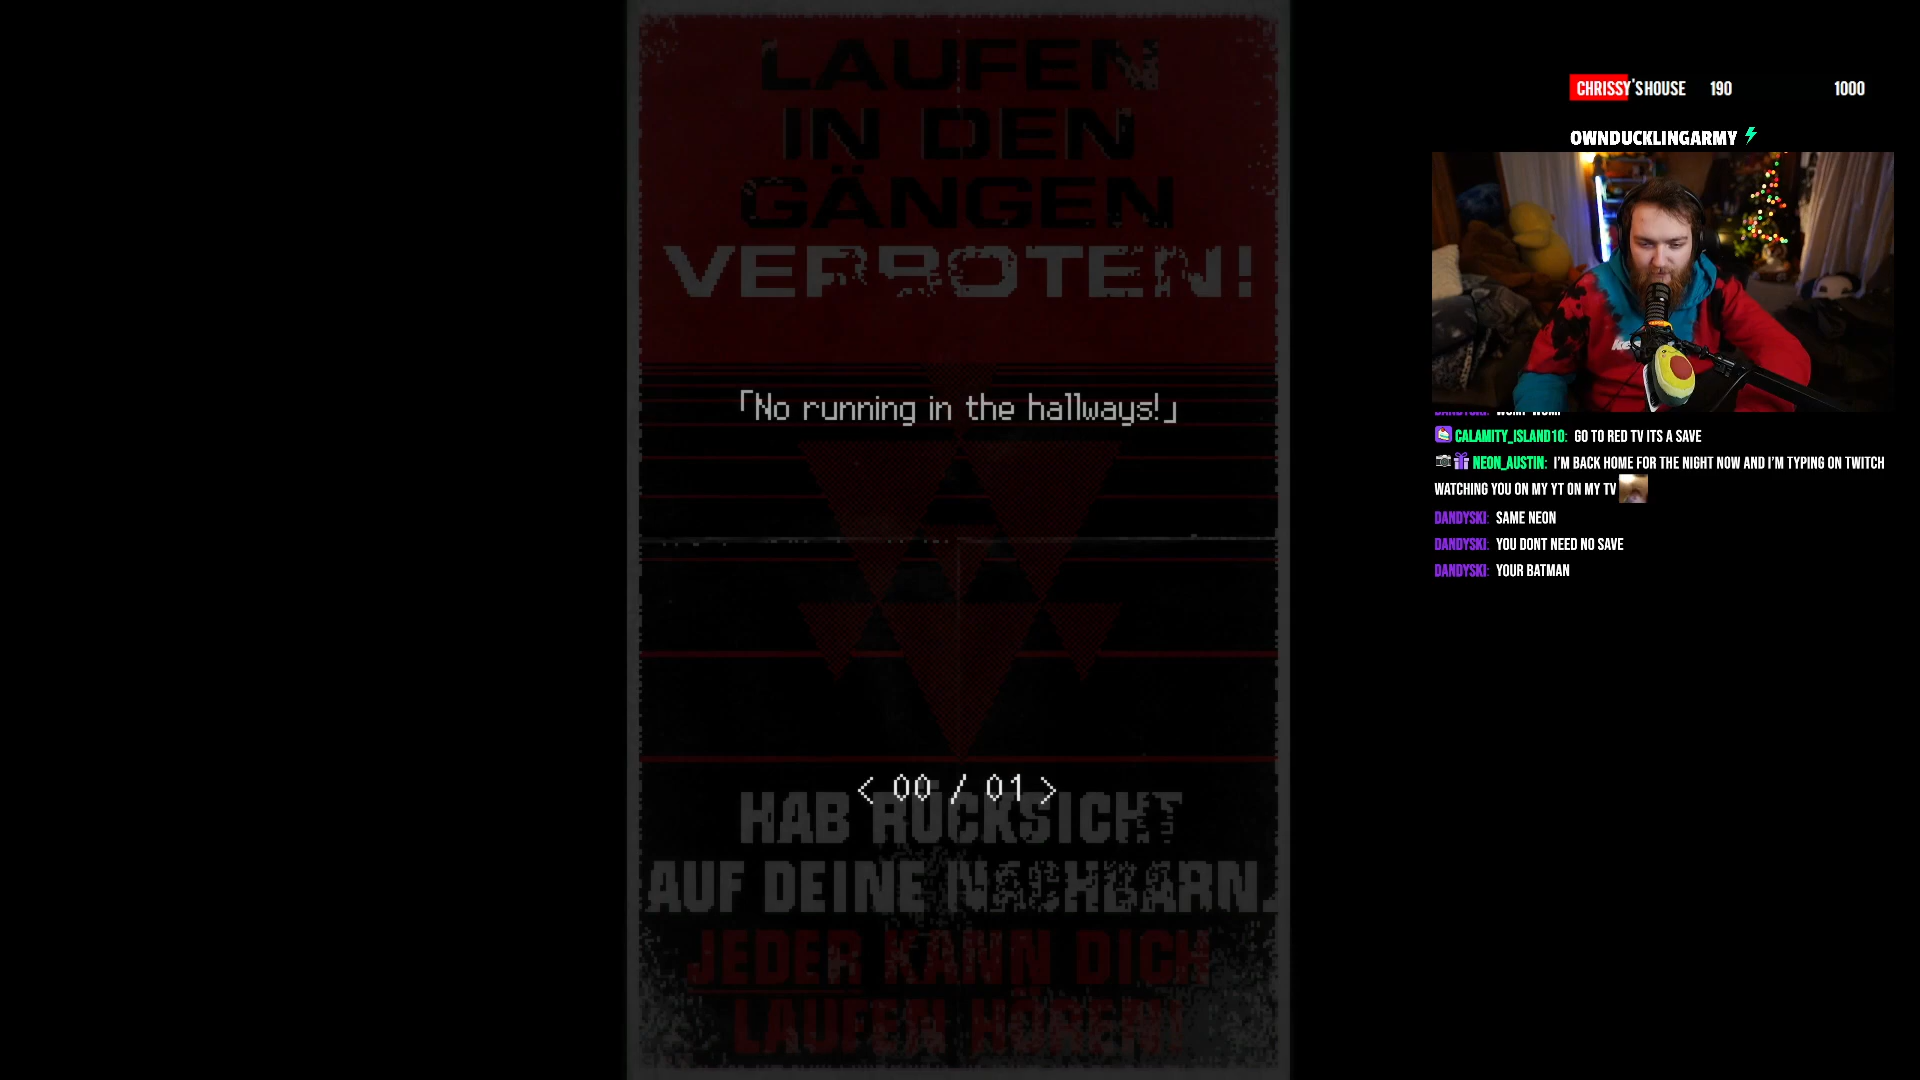 LAUFEN
IN DEN
GÄNGEN
VERBOTEN!
「No running in the hallways!」
< 00 / 01 >
HAB RÜCKSICHT
AUF DEINE NACHBARN.
JEDER KANN DICH
LAUFEN HÖREN!
CHRISSY'S HOUSE 190 1000
OWNDUCKLINGARMY
DANDYSKI: WOMP WOMP
CALAMITY_ISLAND10: GO TO RED TV ITS A SAVE
NEON_AUSTIN: I'M BACK HOME FOR THE NIGHT NOW AND I'M TYPING ON TWITCH
WATCHING YOU ON MY YT ON MY TV
DANDYSKI: SAME NEON
DANDYSKI: YOU DONT NEED NO SAVE
DANDYSKI: YOUR BATMAN